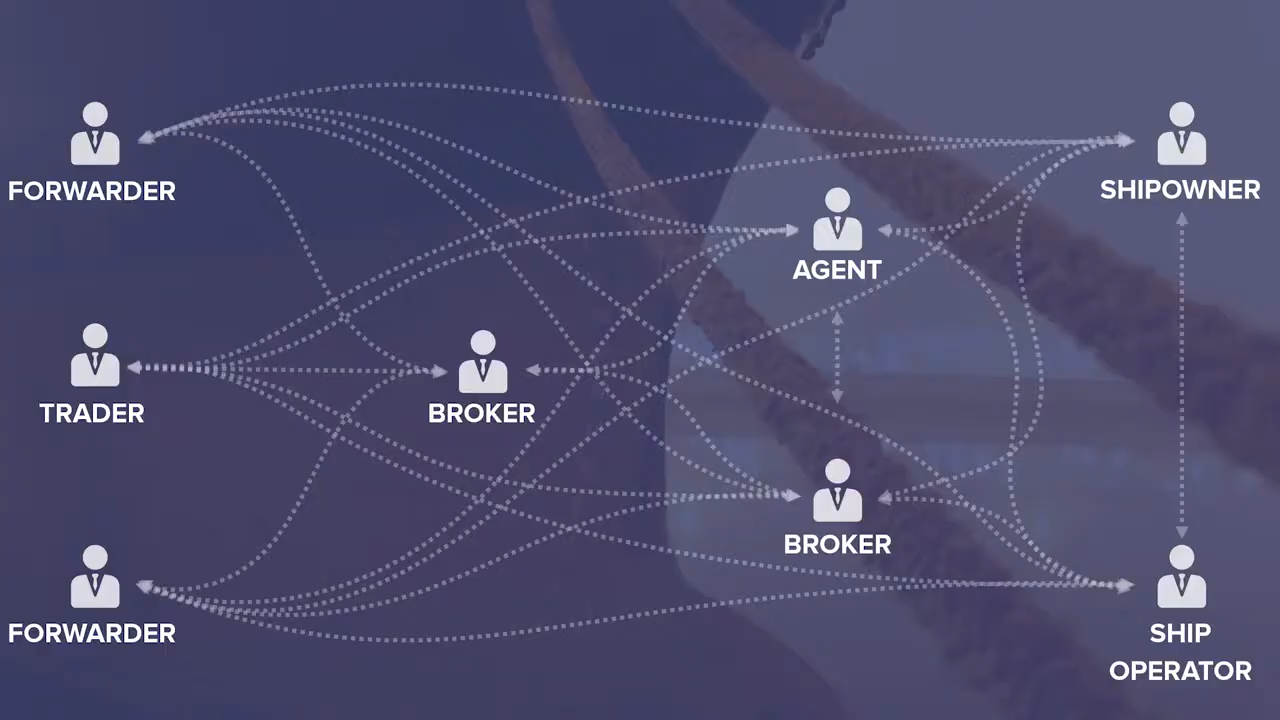 FORWARDER
SHIPOWNER
AGENT
TRADER
BROKER
BROKER
FORWARDER
SHIP
OPERATOR